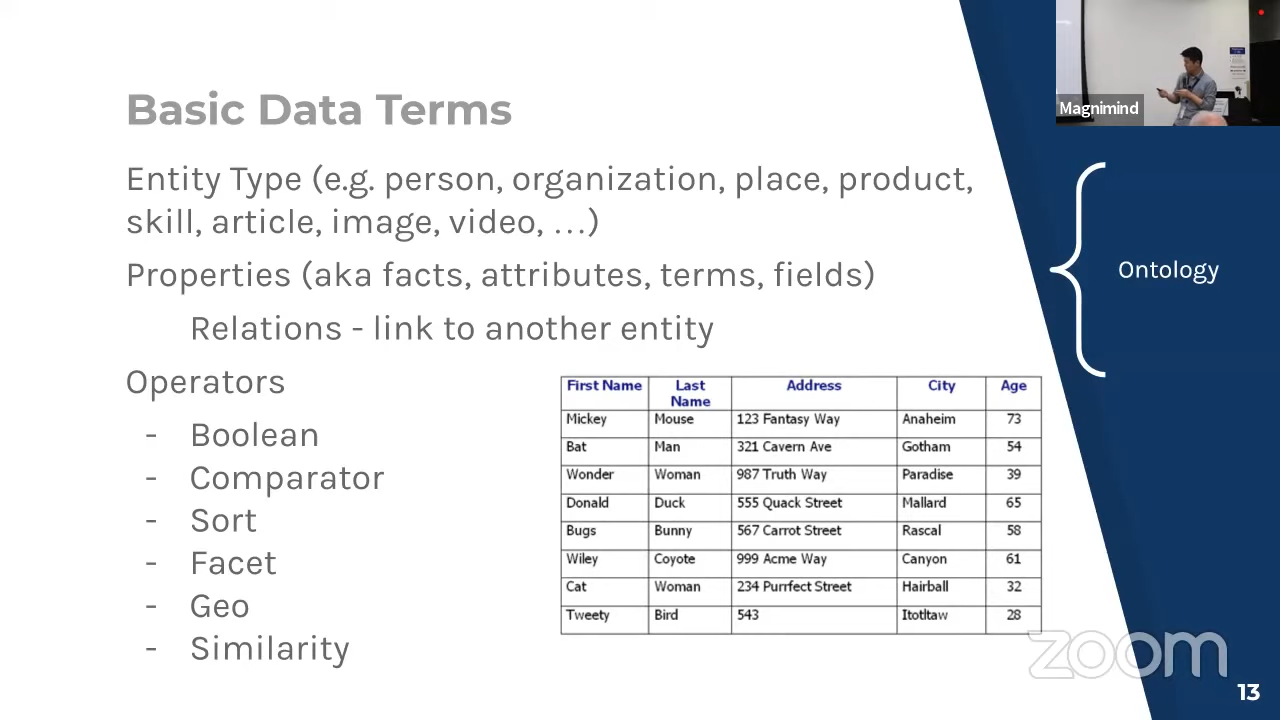 Basic Data Terms
Entity Type (e.g. person, organization, place, product,
skill, article, image, video, …)
Properties (aka facts, attributes, terms, fields)
Relations - link to another entity
Operators
- Boolean
- Comparator
- Sort
- Facet
- Geo
- Similarity
First Name Last Name Address City Age
Mickey Mouse 123 Fantasy Way Anaheim 73
Bat Man 321 Cavern Ave Gotham 54
Wonder Woman 987 Truth Way Paradise 39
Donald Duck 555 Quack Street Mallard 65
Bugs Bunny 567 Carrot Street Rascal 58
Wiley Coyote 999 Acme Way Canyon 61
Cat Woman 234 Purrfect Street Hairball 32
Tweety Bird 543 Itotltaw 28
Ontology
Magnimind
zoom
13